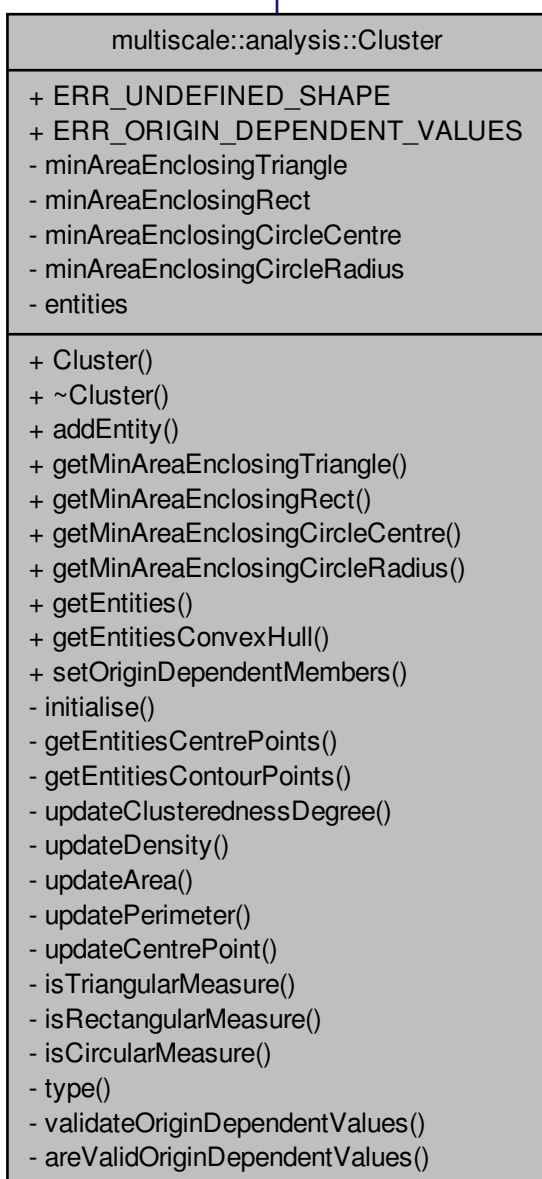 multiscale::analysis::Cluster
+ ERR_UNDEFINED_SHAPE
+ ERR_ORIGIN_DEPENDENT_VALUES
- minAreaEnclosingTriangle
- minAreaEnclosingRect
- minAreaEnclosingCircleCentre
- minAreaEnclosingCircleRadius
- entities
+ Cluster()
+ ~Cluster()
+ addEntity()
+ getMinAreaEnclosingTriangle()
+ getMinAreaEnclosingRect()
+ getMinAreaEnclosingCircleCentre()
+ getMinAreaEnclosingCircleRadius()
+ getEntities()
+ getEntitiesConvexHull()
+ setOriginDependentMembers()
- initialise()
- getEntitiesCentrePoints()
- getEntitiesContourPoints()
- updateClusterednessDegree()
- updateDensity()
- updateArea()
- updatePerimeter()
- updateCentrePoint()
- isTriangularMeasure()
- isRectangularMeasure()
- isCircularMeasure()
- type()
- validateOriginDependentValues()
- areValidOriginDependentValues()